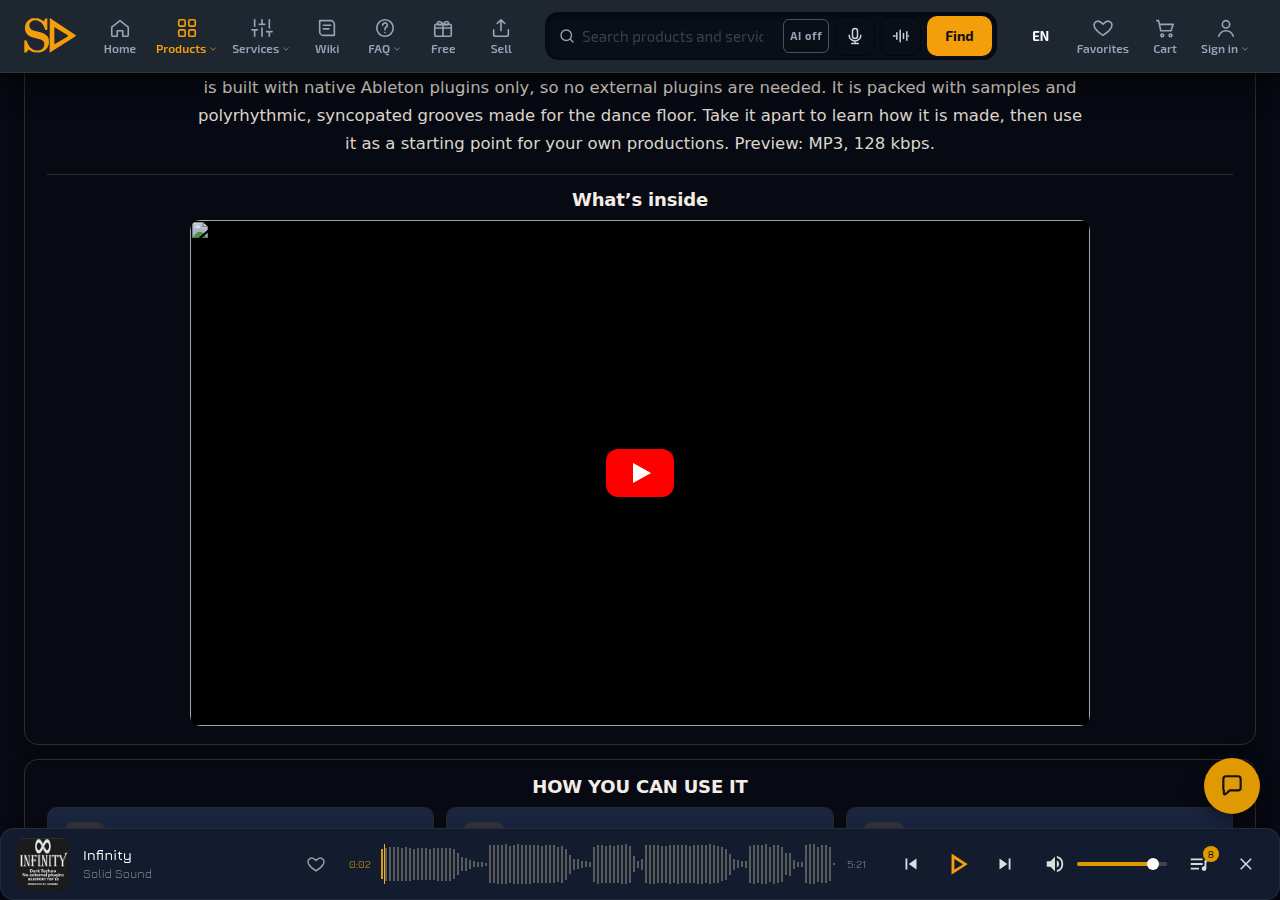 SD
Home
Products
Services
Wiki
FAQ
Free
Sell
Search products and servic
AI off
Find
EN
Favorites
Cart
Sign in
is built with native Ableton plugins only, so no external plugins are needed. It is packed with samples and
polyrhythmic, syncopated grooves made for the dance floor. Take it apart to learn how it is made, then use
it as a starting point for your own productions. Preview: MP3, 128 kbps.
What’s inside
HOW YOU CAN USE IT
INFINITY
Infinity
Solid Sound
0:02
5:21
8